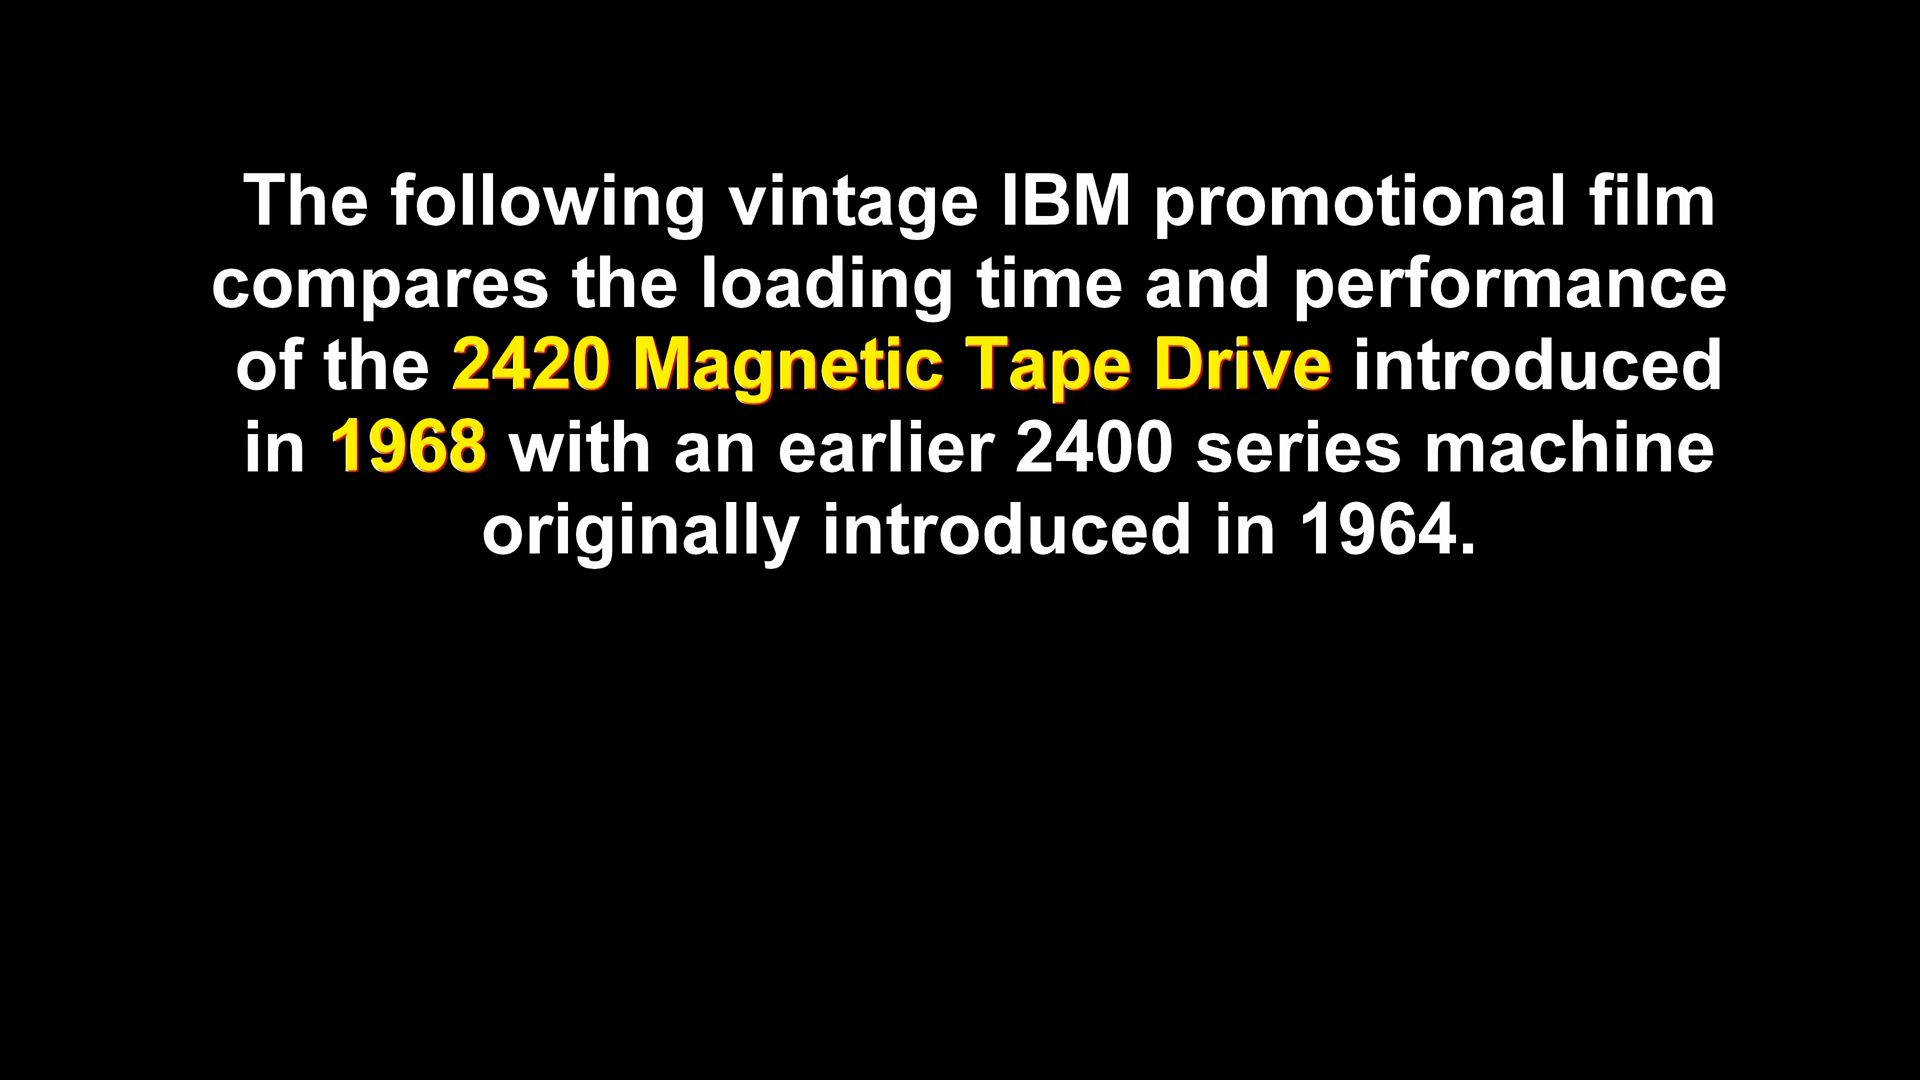 The following vintage IBM promotional film
compares the loading time and performance
of the 2420 Magnetic Tape Drive introduced
in 1968 with an earlier 2400 series machine
originally introduced in 1964.